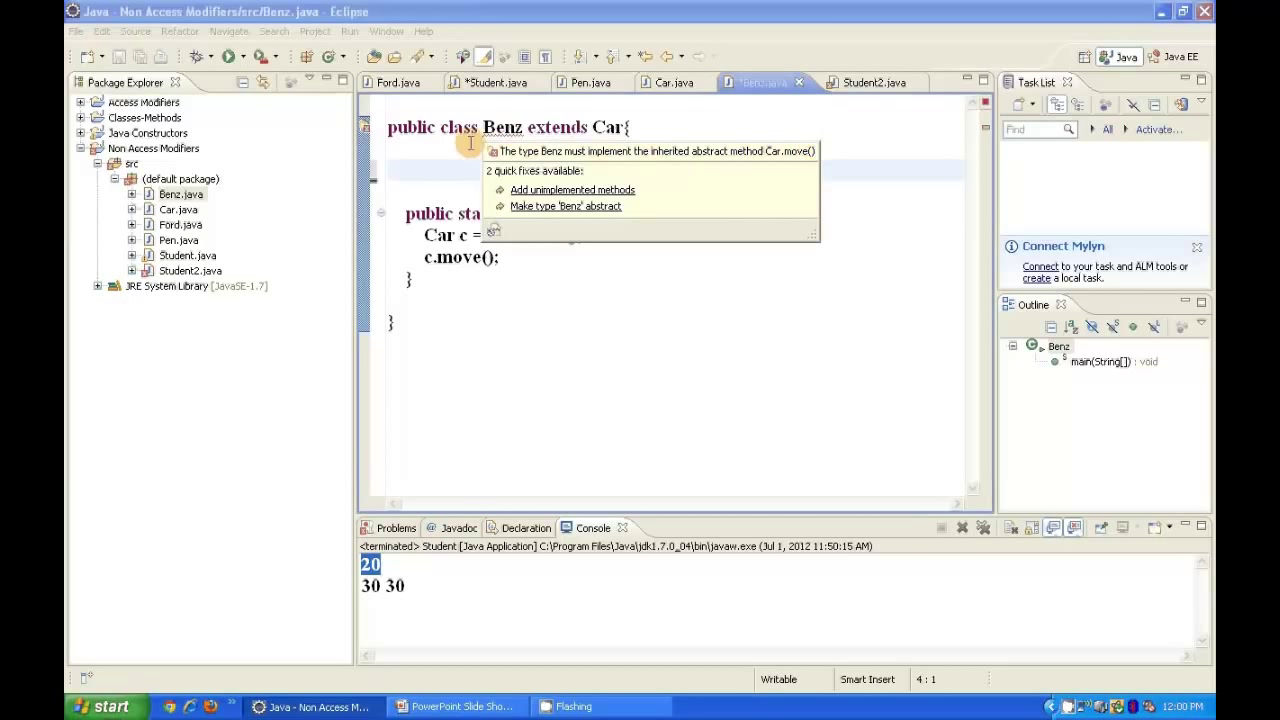 Java - Non Access Modifiers/src/Benz.java - Eclipse
File Edit Source Refactor Navigate Search Project Run Window Help
Java Java EE
Package Explorer
Access Modifiers
Classes-Methods
Java Constructors
Non Access Modifiers
src
(default package)
Benz.java
Car.java
Ford.java
Pen.java
Student.java
Student2.java
JRE System Library [JavaSE-1.7]
Ford.java *Student.java Pen.java Car.java *Benz.java Student2.java
public class Benz extends Car{
The type Benz must implement the inherited abstract method Car.move()
2 quick fixes available:
Add unimplemented methods
Make type 'Benz' abstract
public sta
Car c =
c.move();
}
}
Task List
Find All Activate...
Connect Mylyn
Connect to your task and ALM tools or
create a local task.
Outline
Benz
main(String[]) : void
Problems Javadoc Declaration Console
<terminated> Student [Java Application] C:\Program Files\Java\jdk1.7.0_04\bin\javaw.exe (Jul 1, 2012 11:50:15 AM)
20
30 30
Writable Smart Insert 4 : 1
start Java - Non Access M... PowerPoint Slide Sho... Flashing 12:00 PM